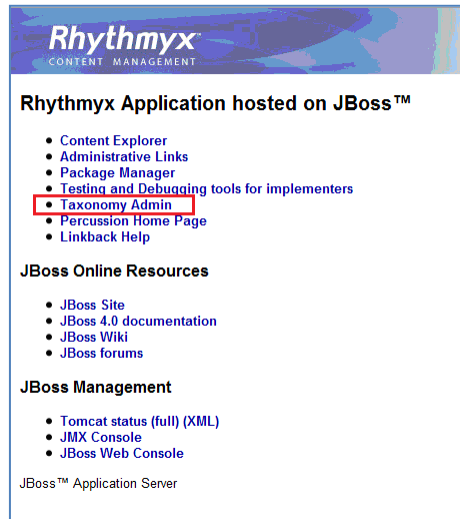 Rhythmyx™
CONTENT MANAGEMENT
Rhythmyx Application hosted on JBoss™
Content Explorer
Administrative Links
Package Manager
Testing and Debugging tools for implementers
Taxonomy Admin
Percussion Home Page
Linkback Help
JBoss Online Resources
JBoss Site
JBoss 4.0 documentation
JBoss Wiki
JBoss forums
JBoss Management
Tomcat status (full) (XML)
JMX Console
JBoss Web Console
JBoss™ Application Server